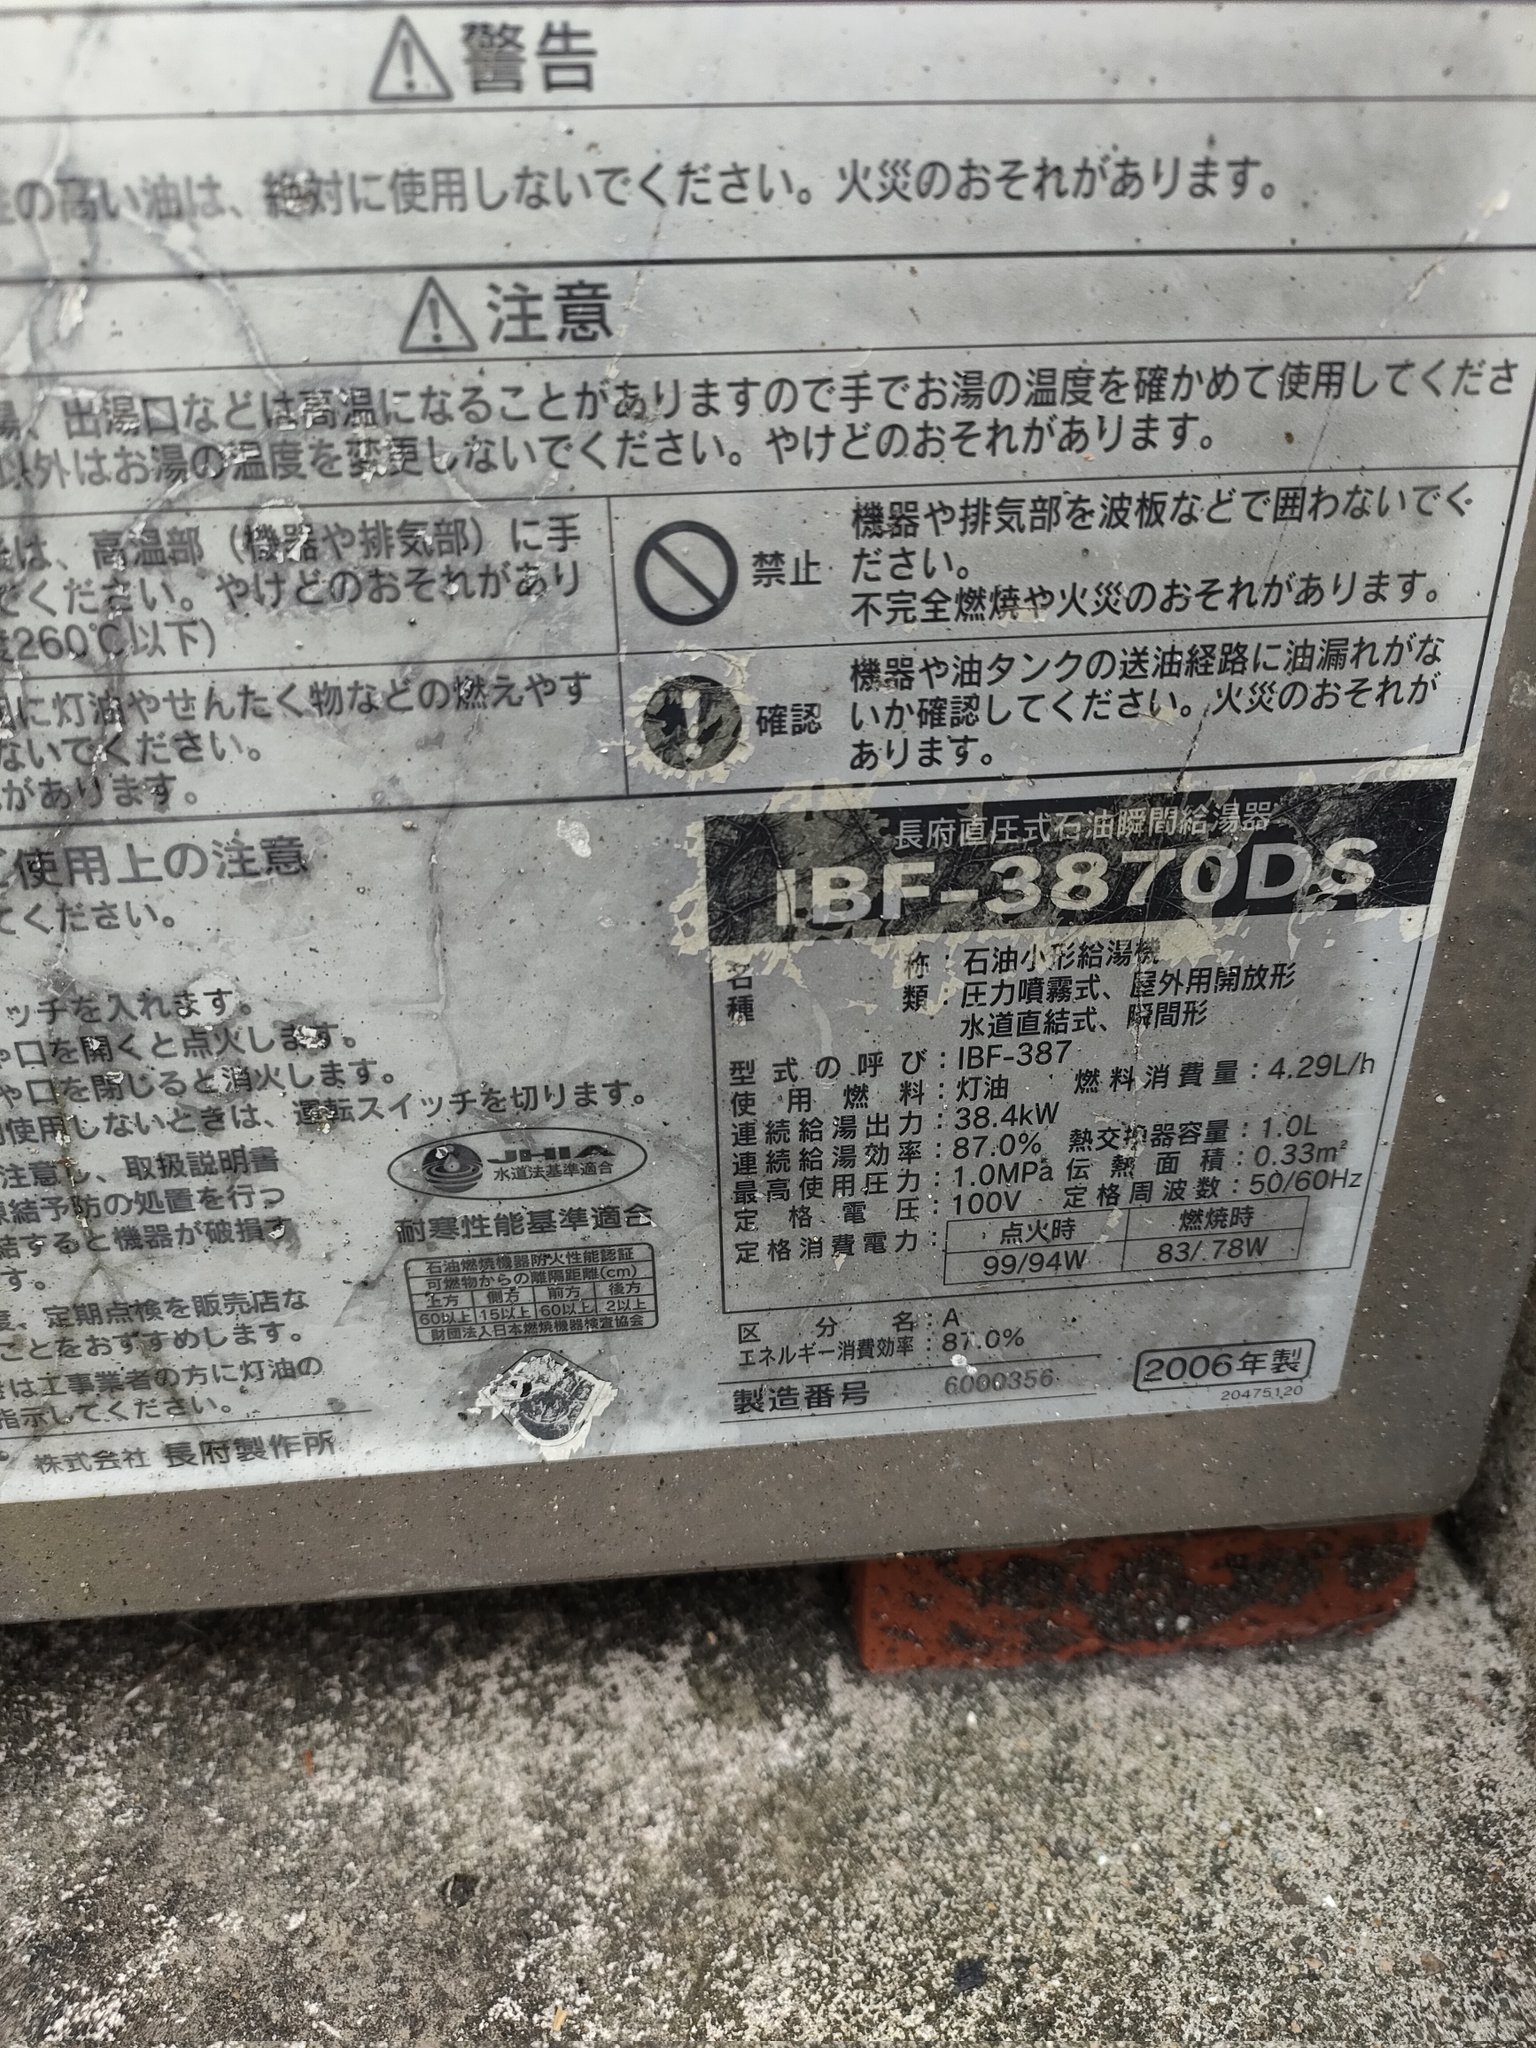 警告
の高い油は、絶対に使用しないでください。火災のおそれがあります。
注意
湯、出湯口などは高温になることがありますので手でお湯の温度を確かめて使用してくださ
以外はお湯の温度を変更しないでください。やけどのおそれがあります。
は、高温部（機器や排気部）に手
でください。やけどのおそれがあり
度260℃以下）
禁止
機器や排気部を波板などで囲わないでく
ださい。
不完全燃焼や火災のおそれがあります。
に灯油やせんたく物などの燃えやす
ないでください。
があります。
確認
機器や油タンクの送油経路に油漏れがな
いか確認してください。火災のおそれが
あります。
使用上の注意
てください。
ッチを入れます。
口を開くと点火します。
口を閉じると消火します。
使用しないときは、運転スイッチを切ります。
注意し、取扱説明書
凍結予防の処置を行っ
結すると機器が破損す
す。
度、定期点検を販売店な
ことをおすすめします。
は工事業者の方に灯油の
指示してください。
株式会社 長府製作所
JHIA
水道法基準適合
耐寒性能基準適合
石油燃焼機器防火性能認証
可燃物からの離隔距離(cm)
上方 側方 前方 後方
60以上 15以上 60以上 2以上
財団法人日本燃焼機器検査協会
長府直圧式石油瞬間給湯器
IBF-3870DS
名称：石油小形給湯機
種類：圧力噴霧式、屋外用開放形
水道直結式、瞬間形
型式の呼び：IBF-387
使用燃料：灯油 燃料消費量：4.29L/h
連続給湯出力：38.4kW
連続給湯効率：87.0% 熱交換器容量：1.0L
最高使用圧力：1.0MPa 伝熱面積：0.33m²
定格電圧：100V 定格周波数：50/60Hz
定格消費電力： 点火時 燃焼時
99/94W 83/78W
区分名：A
エネルギー消費効率：87.0%
製造番号 6000356
2006年製
20475120